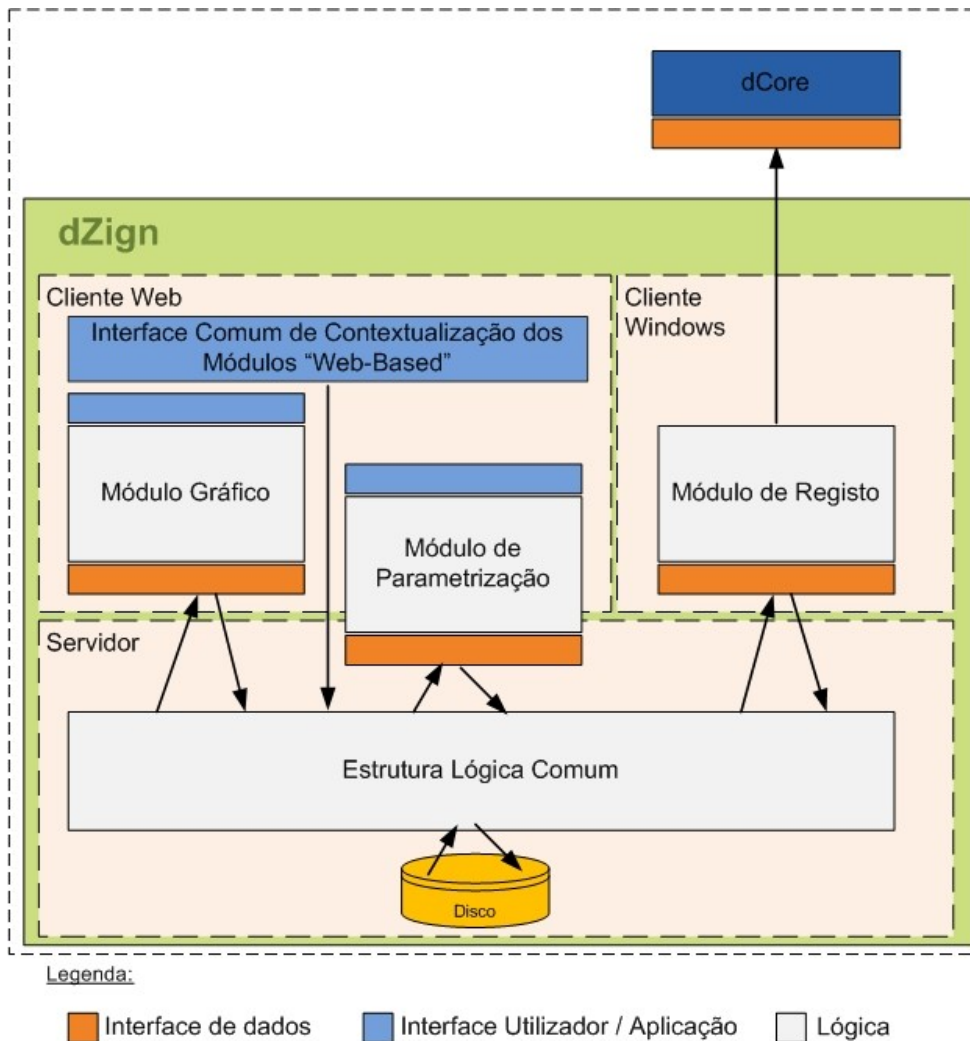 dCore
dZign
Cliente Web
Interface Comum de Contextualização dos
Módulos “Web-Based”
Cliente
Windows
Módulo Gráfico
Módulo de
Parametrização
Módulo de Registo
Servidor
Estrutura Lógica Comum
Disco
Legenda:
Interface de dados
Interface Utilizador / Aplicação
Lógica